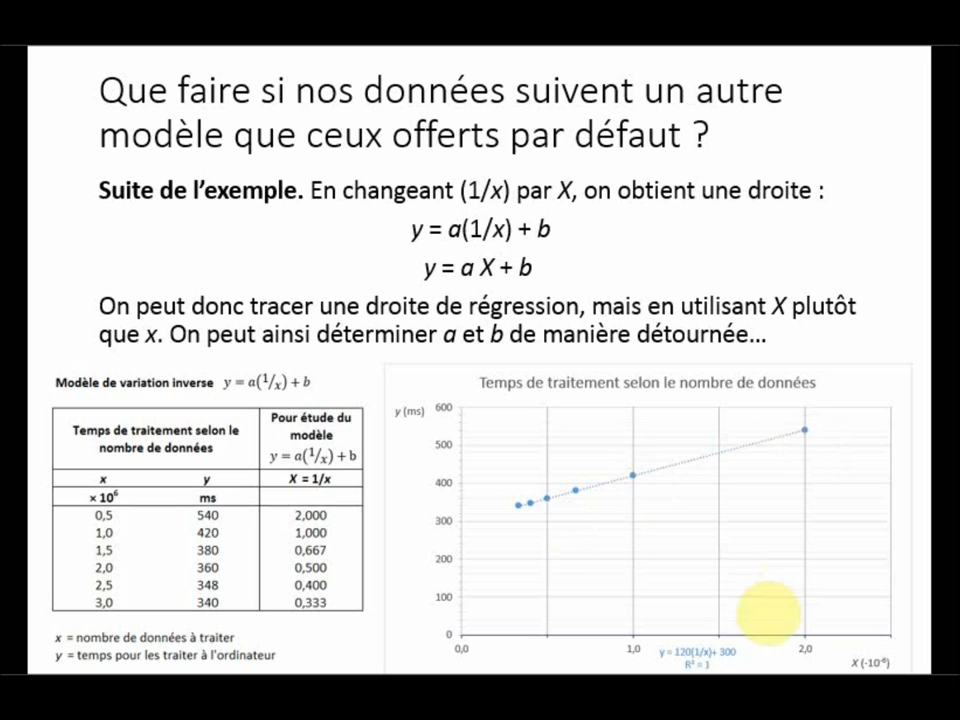 Que faire si nos données suivent un autre
modèle que ceux offerts par défaut ?
Suite de l'exemple. En changeant (1/x) par X, on obtient une droite :
y = a(1/x) + b
y = a X + b
On peut donc tracer une droite de régression, mais en utilisant X plutôt
que x. On peut ainsi déterminer a et b de manière détournée...
Modèle de variation inverse y = a(1/x) + b
Temps de traitement selon le
nombre de données
Pour étude du
modèle
y = a(1/x) + b
x y X = 1/x
× 10⁶ ms
0,5 540 2,000
1,0 420 1,000
1,5 380 0,667
2,0 360 0,500
2,5 348 0,400
3,0 340 0,333
x = nombre de données à traiter
y = temps pour les traiter à l'ordinateur
Temps de traitement selon le nombre de données
y (ms)
600
500
400
300
200
100
0
0,0 1,0 2,0
y = 120(1/x)+ 300
R² = 1
X (·10⁻⁶)